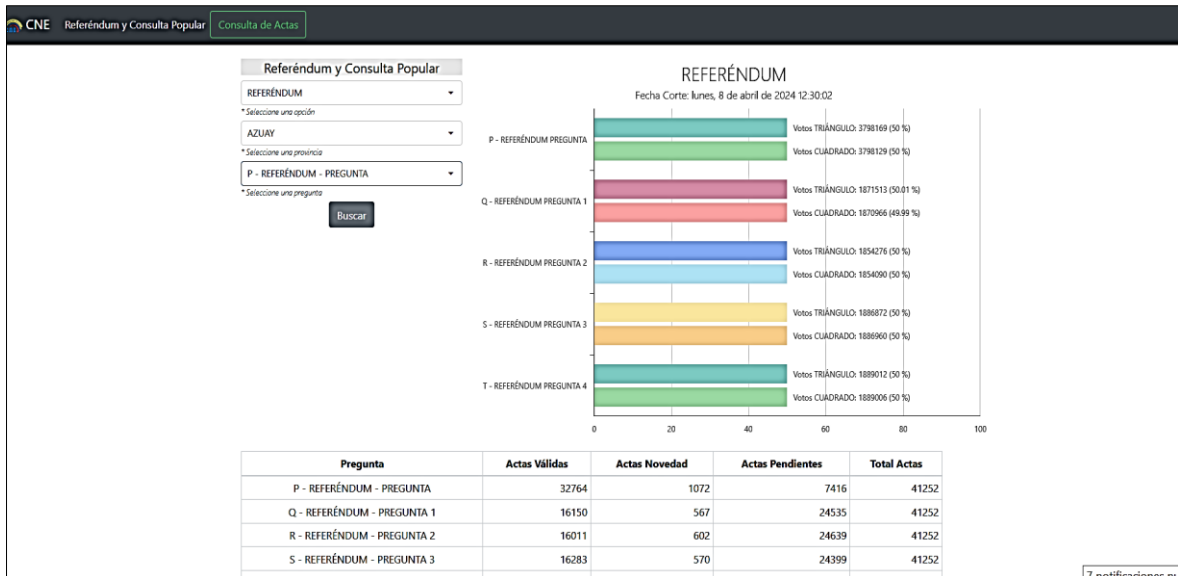 CNE Referéndum y Consulta Popular Consulta de Actas
Referéndum y Consulta Popular
REFERÉNDUM
* Seleccione una opción
AZUAY
* Seleccione una provincia
P - REFERÉNDUM - PREGUNTA
* Seleccione una pregunta
Buscar
REFERÉNDUM
Fecha Corte: lunes, 8 de abril de 2024 12:30:02
P - REFERÉNDUM PREGUNTA
Votos TRIÁNGULO: 3798169 (50 %)
Votos CUADRADO: 3798129 (50 %)
Q - REFERÉNDUM PREGUNTA 1
Votos TRIÁNGULO: 1871513 (50.01 %)
Votos CUADRADO: 1870966 (49.99 %)
R - REFERÉNDUM PREGUNTA 2
Votos TRIÁNGULO: 1854276 (50 %)
Votos CUADRADO: 1854090 (50 %)
S - REFERÉNDUM PREGUNTA 3
Votos TRIÁNGULO: 1886872 (50 %)
Votos CUADRADO: 1886960 (50 %)
T - REFERÉNDUM PREGUNTA 4
Votos TRIÁNGULO: 1889012 (50 %)
Votos CUADRADO: 1889006 (50 %)
0 20 40 60 80 100
Pregunta Actas Válidas Actas Novedad Actas Pendientes Total Actas
P - REFERÉNDUM - PREGUNTA 32764 1072 7416 41252
Q - REFERÉNDUM - PREGUNTA 1 16150 567 24535 41252
R - REFERÉNDUM - PREGUNTA 2 16011 602 24639 41252
S - REFERÉNDUM - PREGUNTA 3 16283 570 24399 41252
7 notificaciones